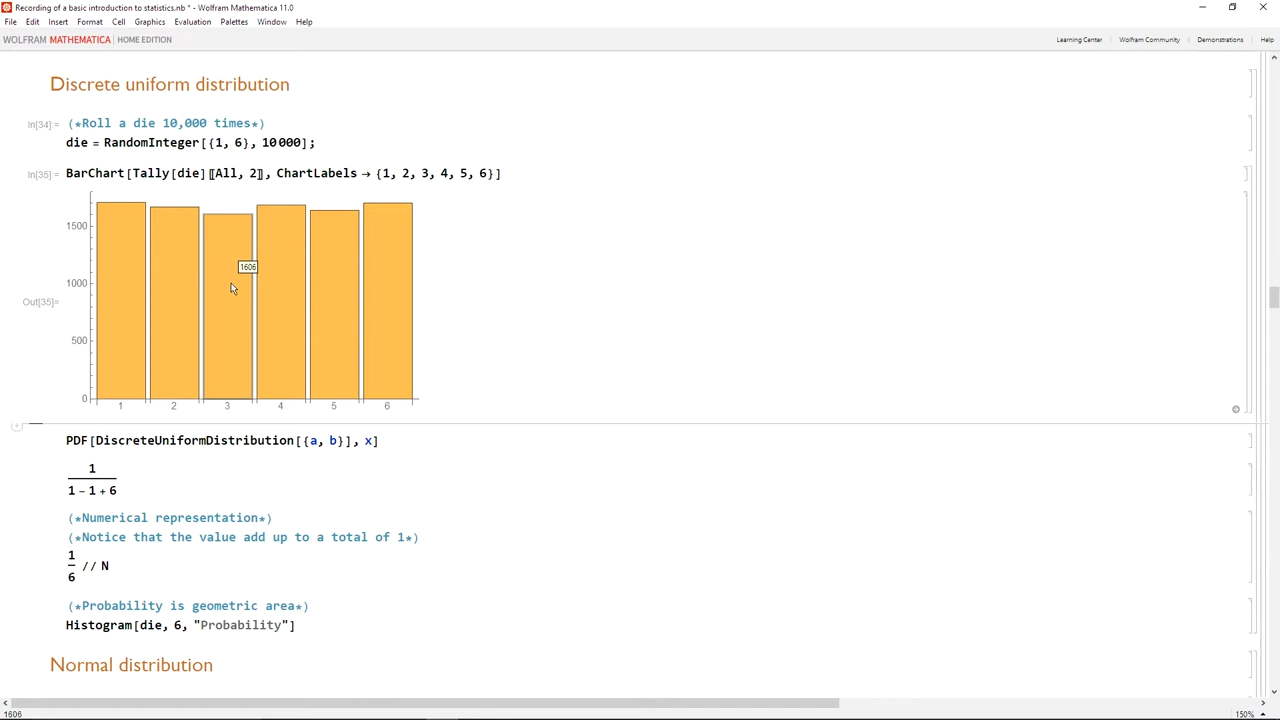 Recording of a basic introduction to statistics.nb * - Wolfram Mathematica 11.0
File Edit Insert Format Cell Graphics Evaluation Palettes Window Help
WOLFRAM MATHEMATICA | HOME EDITION Learning Center | Wolfram Community | Demonstrations | Help
Discrete uniform distribution
In[34]:= (*Roll a die 10,000 times*)
die = RandomInteger[{1, 6}, 10000];
In[35]:= BarChart[Tally[die]〚All, 2〛, ChartLabels → {1, 2, 3, 4, 5, 6}]
1500
1606
1000
Out[35]=
500
0
1 2 3 4 5 6
PDF[DiscreteUniformDistribution[{a, b}], x]
1
1 - 1 + 6
(*Numerical representation*)
(*Notice that the value add up to a total of 1*)
1
6 // N
(*Probability is geometric area*)
Histogram[die, 6, "Probability"]
Normal distribution
1606 150%